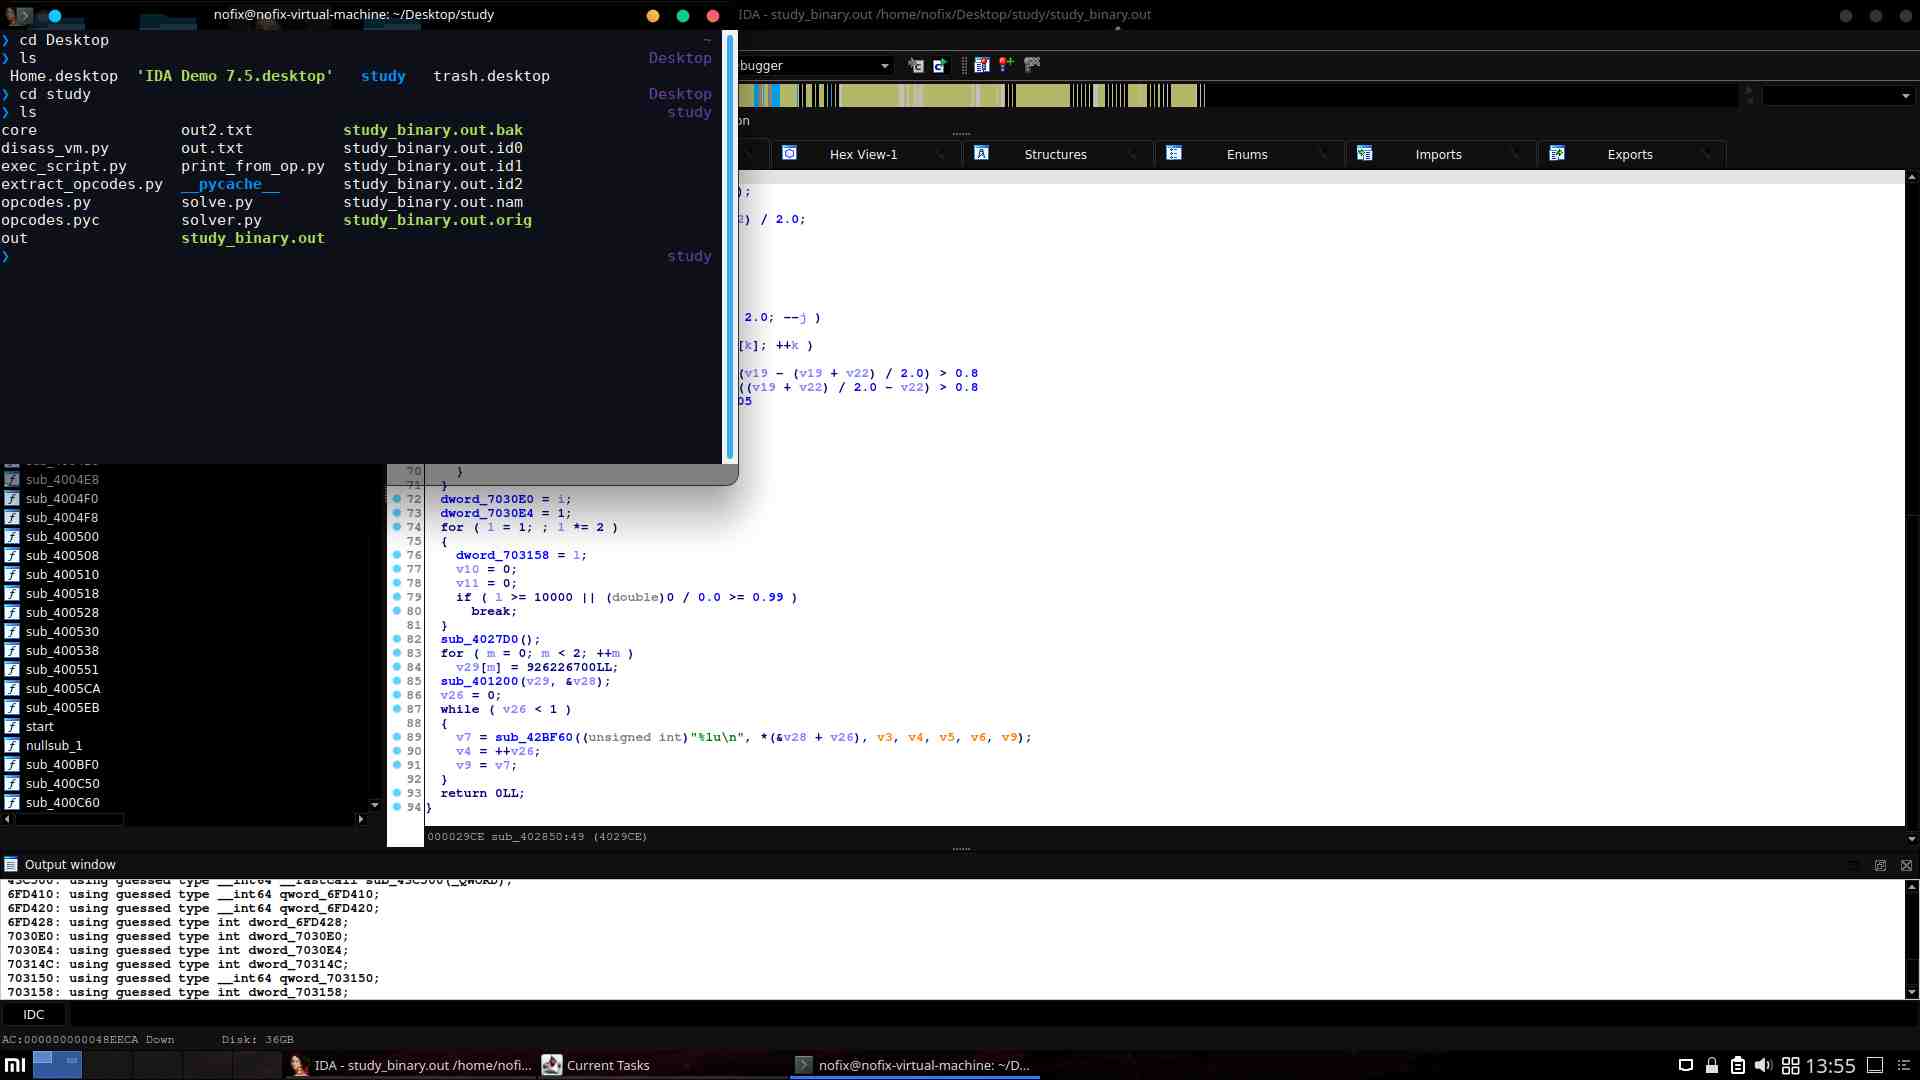 nofix@nofix-virtual-machine: ~/Desktop/study
IDA - study_binary.out /home/nofix/Desktop/study/study_binary.out
❯ cd Desktop ~
❯ ls Desktop
Home.desktop 'IDA Demo 7.5.desktop' study trash.desktop
❯ cd study Desktop
❯ ls study
core out2.txt study_binary.out.bak
disass_vm.py out.txt study_binary.out.id0
exec_script.py print_from_op.py study_binary.out.id1
extract_opcodes.py __pycache__ study_binary.out.id2
opcodes.py solve.py study_binary.out.nam
opcodes.pyc solver.py study_binary.out.orig
out study_binary.out
❯ study
bugger
on
Hex View-1 Structures Enums Imports Exports
);
) / 2.0;
2.0; --j )
[k]; ++k )
(v19 - (v19 + v22) / 2.0) > 0.8
((v19 + v22) / 2.0 - v22) > 0.8
05
sub_4004E8
sub_4004F0
sub_4004F8
sub_400500
sub_400508
sub_400510
sub_400518
sub_400528
sub_400530
sub_400538
sub_400551
sub_4005CA
sub_4005EB
start
nullsub_1
sub_400BF0
sub_400C50
sub_400C60
70 }
71 }
72 dword_7030E0 = i;
73 dword_7030E4 = 1;
74 for ( l = 1; ; l *= 2 )
75 {
76 dword_703158 = l;
77 v10 = 0;
78 v11 = 0;
79 if ( l >= 10000 || (double)0 / 0.0 >= 0.99 )
80 break;
81 }
82 sub_4027D0();
83 for ( m = 0; m < 2; ++m )
84 v29[m] = 926226700LL;
85 sub_401200(v29, &v28);
86 v26 = 0;
87 while ( v26 < 1 )
88 {
89 v7 = sub_42BF60((unsigned int)"%lu\n", *(&v28 + v26), v3, v4, v5, v6, v9);
90 v4 = ++v26;
91 v9 = v7;
92 }
93 return 0LL;
94 }
000029CE sub_402850:49 (4029CE)
Output window
43C500: using guessed type __int64 __fastcall sub_43C500(_QWORD);
6FD410: using guessed type __int64 qword_6FD410;
6FD420: using guessed type __int64 qword_6FD420;
6FD428: using guessed type int dword_6FD428;
7030E0: using guessed type int dword_7030E0;
7030E4: using guessed type int dword_7030E4;
70314C: using guessed type int dword_70314C;
703150: using guessed type __int64 qword_703150;
703158: using guessed type int dword_703158;
IDC
AC:000000000048EECA Down Disk: 36GB
IDA - study_binary.out /home/nofi... Current Tasks nofix@nofix-virtual-machine: ~/D... 13:55